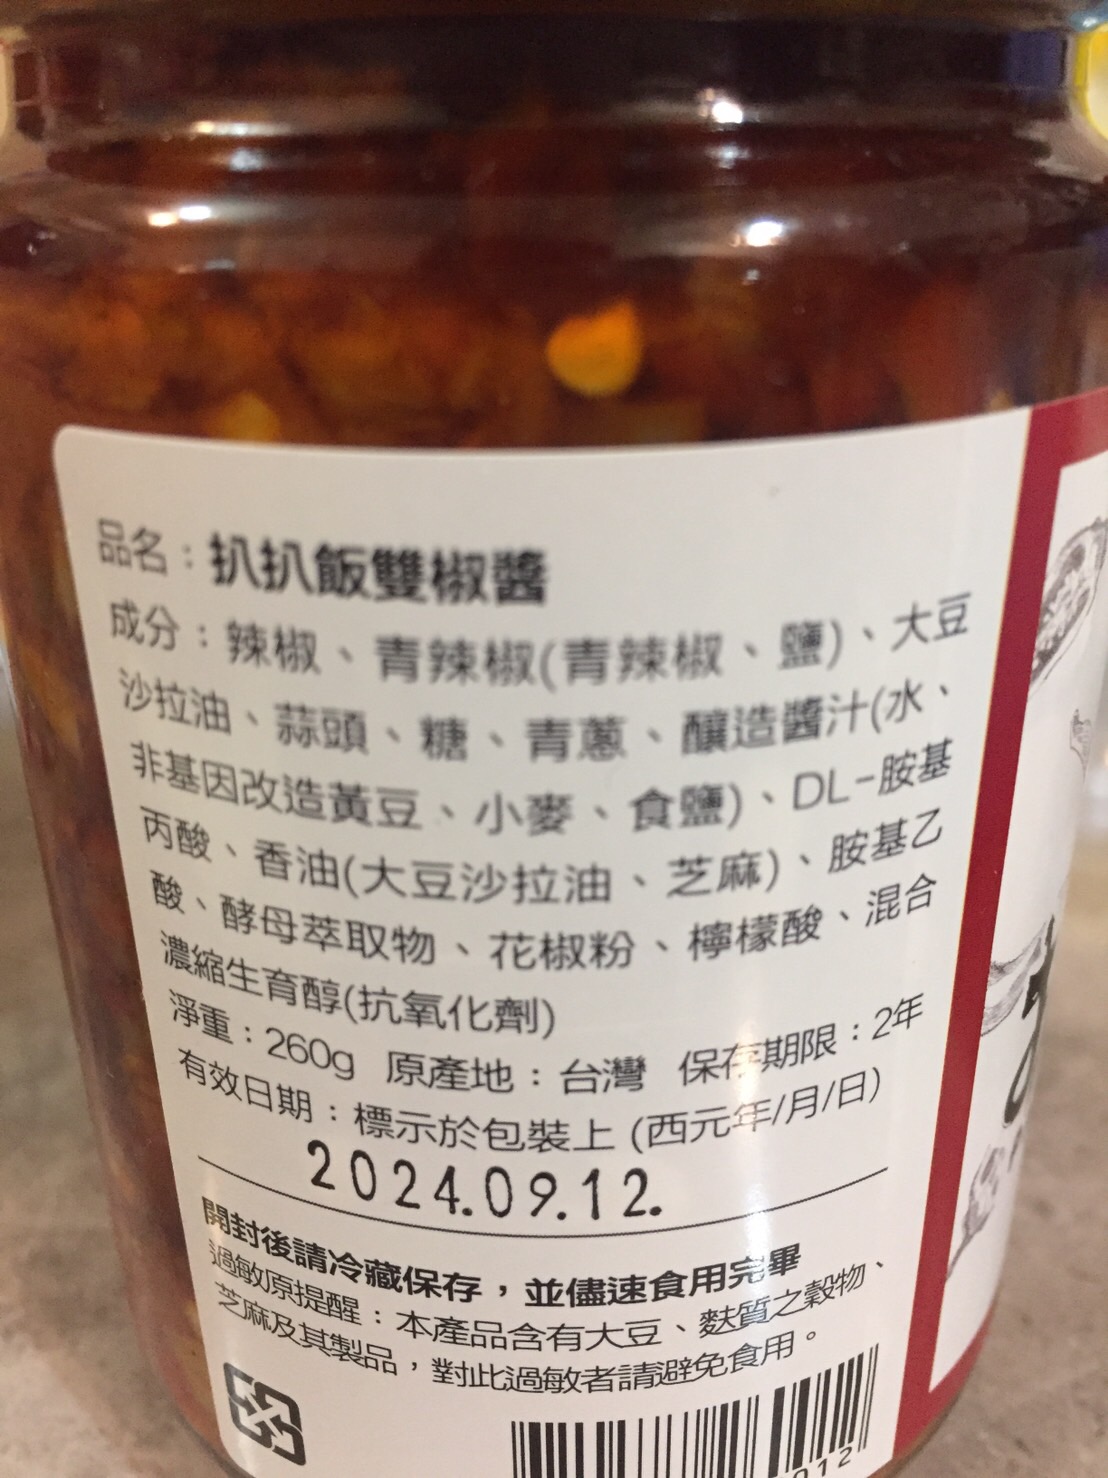 品名：扒扒飯雙椒醬
成分：辣椒、青辣椒(青辣椒、鹽)、大豆
沙拉油、蒜頭、糖、青蔥、釀造醬汁(水、
非基因改造黃豆、小麥、食鹽)、DL-胺基
丙酸、香油(大豆沙拉油、芝麻)、胺基乙
酸、酵母萃取物、花椒粉、檸檬酸、混合
濃縮生育醇(抗氧化劑)
淨重：260g 原產地：台灣 保存期限：2年
有效日期：標示於包裝上 (西元年/月/日)
2024.09.12.
開封後請冷藏保存，並儘速食用完畢
過敏原提醒：本產品含有大豆、麩質之穀物、
芝麻及其製品，對此過敏者請避免食用。
012